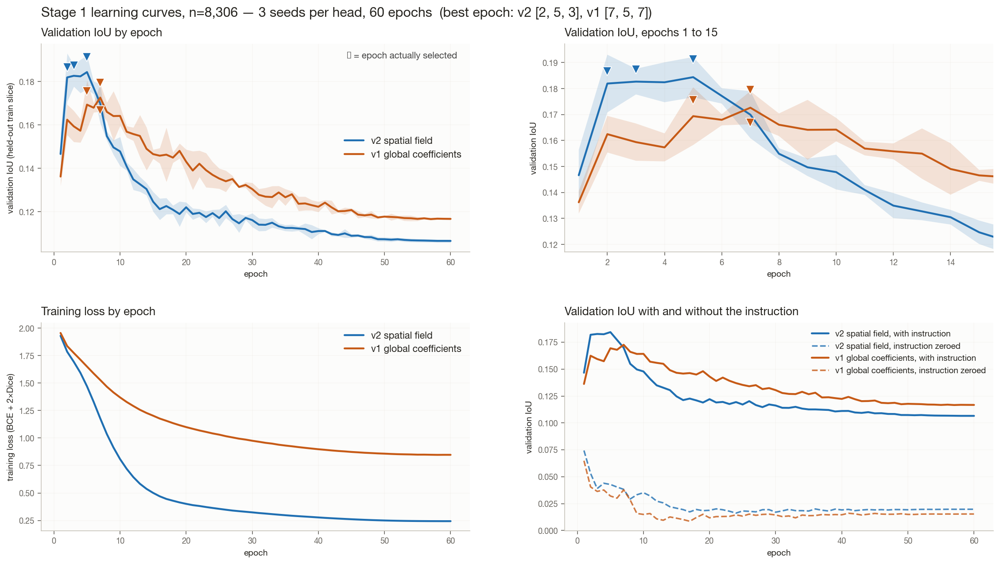 Stage 1 learning curves, n=8,306 — 3 seeds per head, 60 epochs  (best epoch: v2 [2, 5, 3], v1 [7, 5, 7])
Validation IoU by epoch
validation IoU (held-out train slice)
0.18
0.16
0.14
0.12
= epoch actually selected
v2 spatial field
v1 global coefficients
0
10
20
30
40
50
60
epoch
Validation IoU, epochs 1 to 15
validation IoU
0.19
0.18
0.17
0.16
0.15
0.14
0.13
0.12
2
4
6
8
10
12
14
epoch
Training loss by epoch
training loss (BCE + 2×Dice)
2.00
1.75
1.50
1.25
1.00
0.75
0.50
0.25
v2 spatial field
v1 global coefficients
0
10
20
30
40
50
60
epoch
Validation IoU with and without the instruction
validation IoU
0.175
0.150
0.125
0.100
0.075
0.050
0.025
0.000
v2 spatial field, with instruction
v2 spatial field, instruction zeroed
v1 global coefficients, with instruction
v1 global coefficients, instruction zeroed
0
10
20
30
40
50
60
epoch